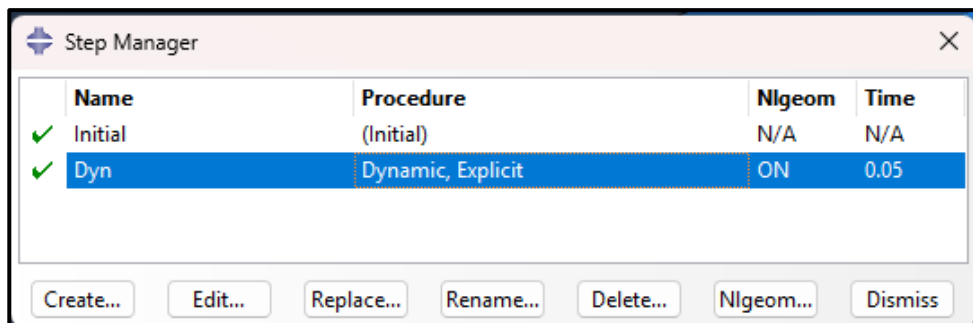 Step Manager
Name Procedure Nlgeom Time
Initial (Initial) N/A N/A
Dyn Dynamic, Explicit ON 0.05
Create... Edit... Replace... Rename... Delete... Nlgeom... Dismiss